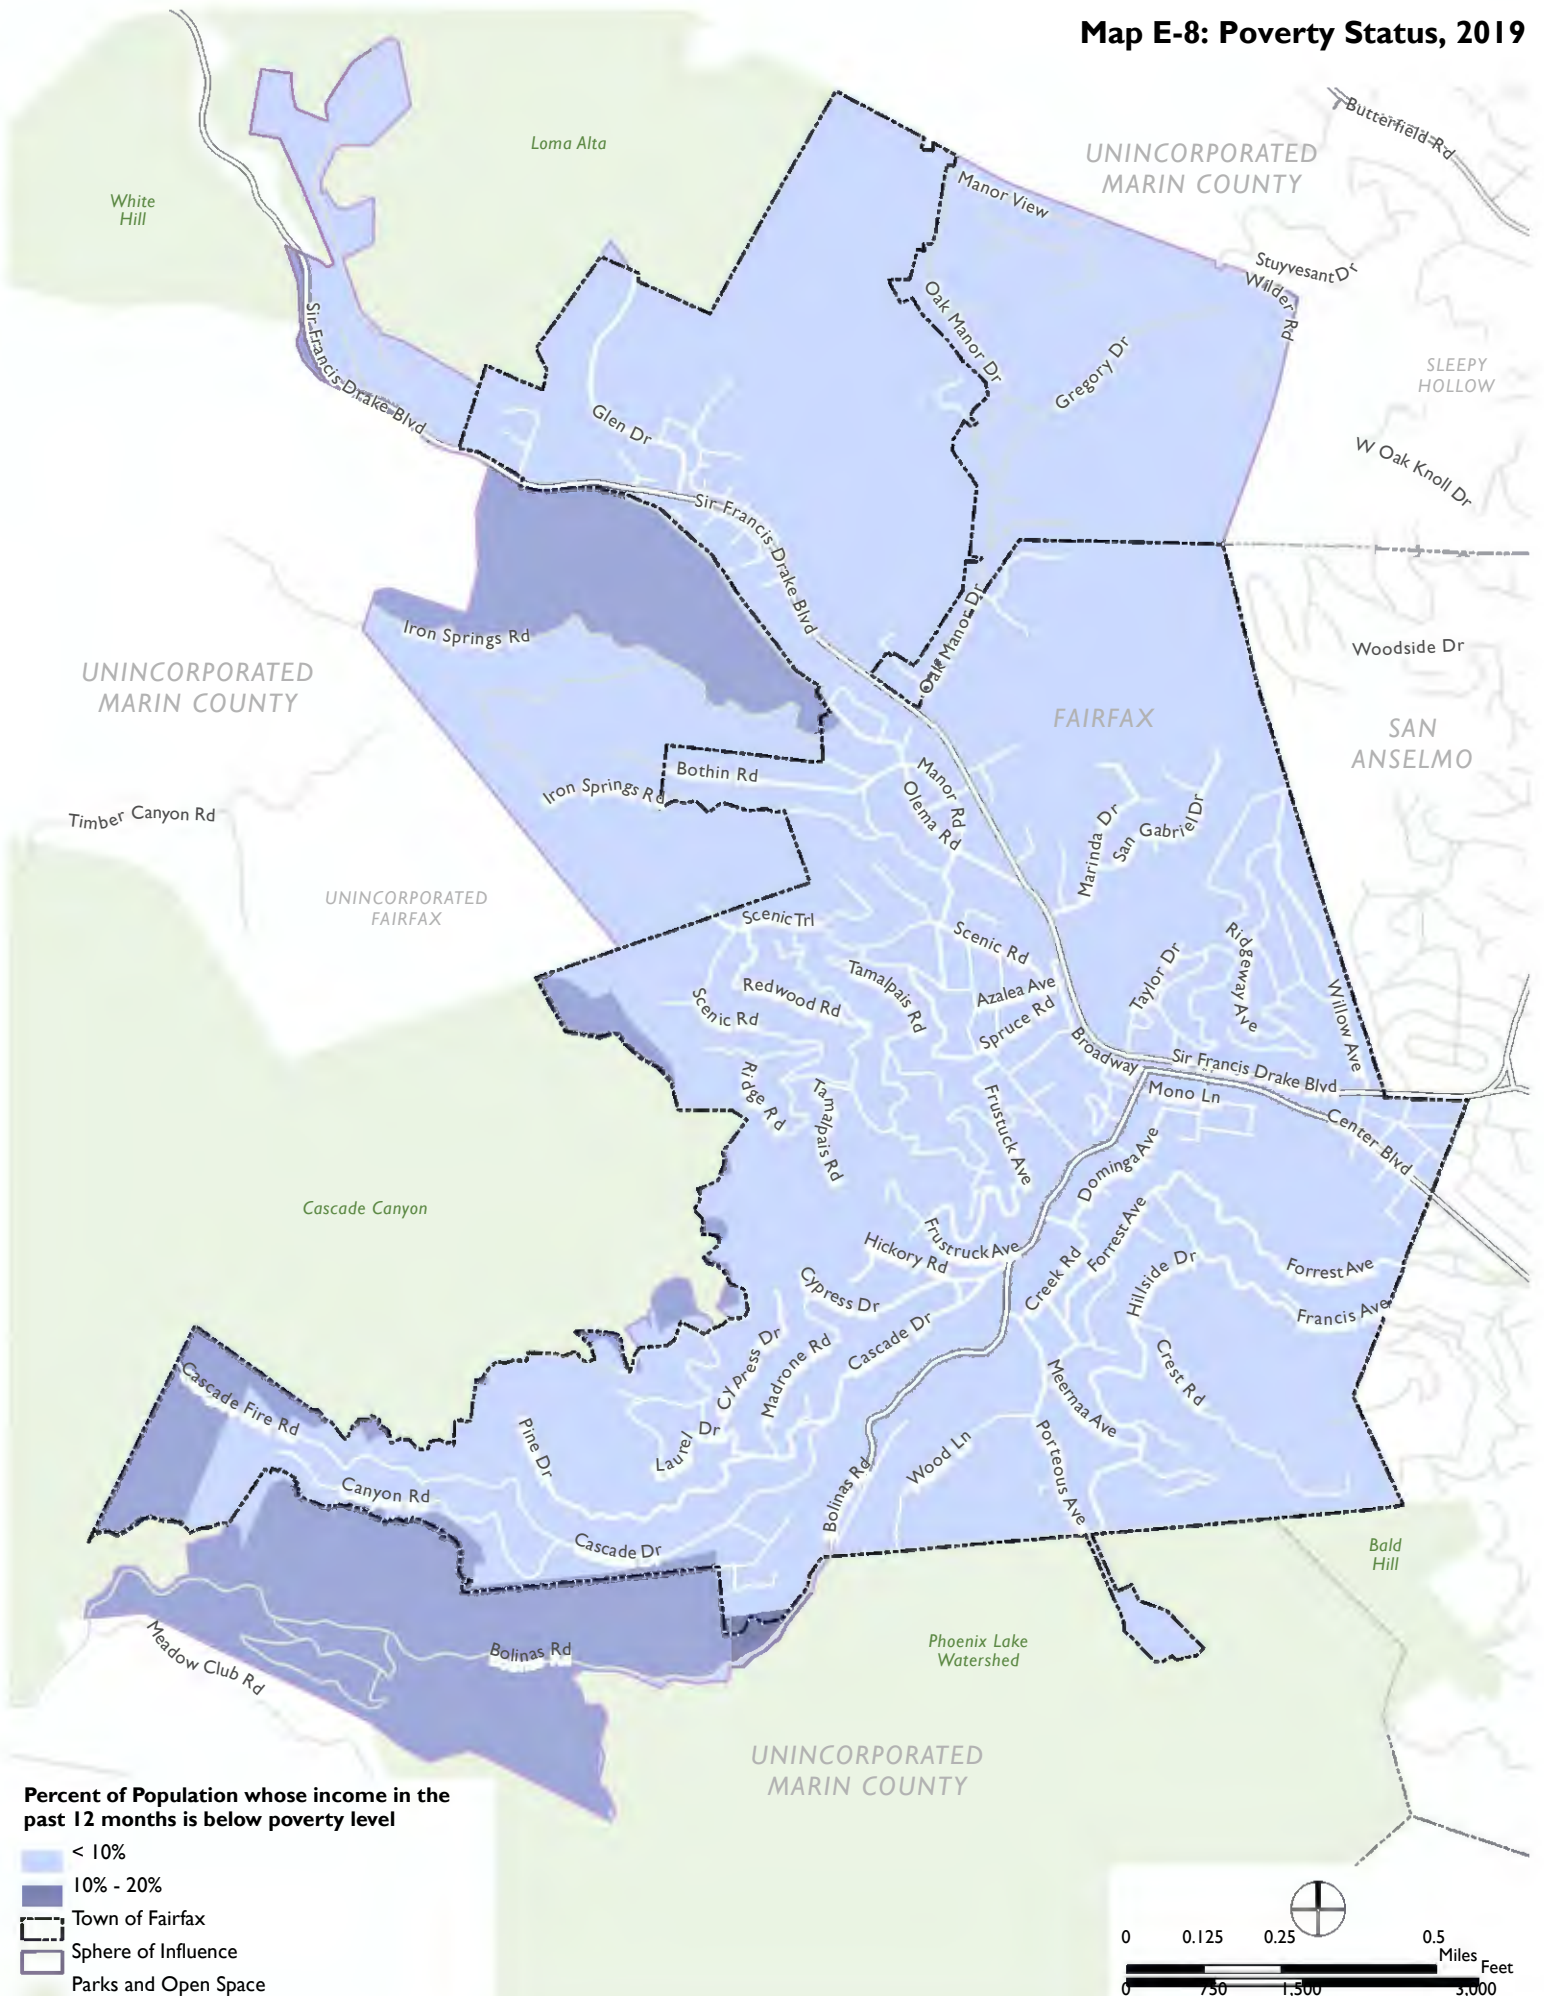 Map E-8: Poverty Status, 2019
Butterfield Rd
UNINCORPORATED
MARIN COUNTY
Loma Alta
White
Hill
Manor View
Stuyvesant Dr
Wilder Rd
Sir Francis Drake Blvd
Oak Manor Dr
Gregory Dr
SLEEPY
HOLLOW
Glen Dr
W Oak Knoll Dr
Sir Francis Drake Blvd
Iron Springs Rd
Oak Manor Dr
Woodside Dr
UNINCORPORATED
MARIN COUNTY
FAIRFAX
SAN
ANSELMO
Bothin Rd
Iron Springs Rd
Manor Rd
Olema Rd
Timber Canyon Rd
Marinda Dr
San Gabriel Dr
UNINCORPORATED
FAIRFAX
Scenic Trl
Scenic Rd
Ridgeway Ave
Taylor Dr
Tamalpais Rd
Redwood Rd
Azalea Ave
Scenic Rd
Spruce Rd
Willow Ave
Broadway
Sir Francis Drake Blvd
Ridge Rd
Tamalpais Rd
Frustuck Ave
Mono Ln
Center Blvd
Dominga Ave
Cascade Canyon
Frustruck Ave
Hickory Rd
Forrest Ave
Creek Rd
Hillside Dr
Forrest Ave
Cypress Dr
Francis Ave
Cascade Dr
Cypress Dr
Madrone Rd
Crest Rd
Meernaa Ave
Cascade Fire Rd
Pine Dr
Laurel Dr
Wood Ln
Porteous Ave
Canyon Rd
Bolinas Rd
Cascade Dr
Bald
Hill
Meadow Club Rd
Bolinas Rd
Phoenix Lake
Watershed
UNINCORPORATED
MARIN COUNTY
Percent of Population whose income in the
past 12 months is below poverty level
< 10%
10% - 20%
Town of Fairfax
Sphere of Influence
Parks and Open Space
0 0.125 0.25 0.5
Miles
Feet
0 750 1,500 3,000